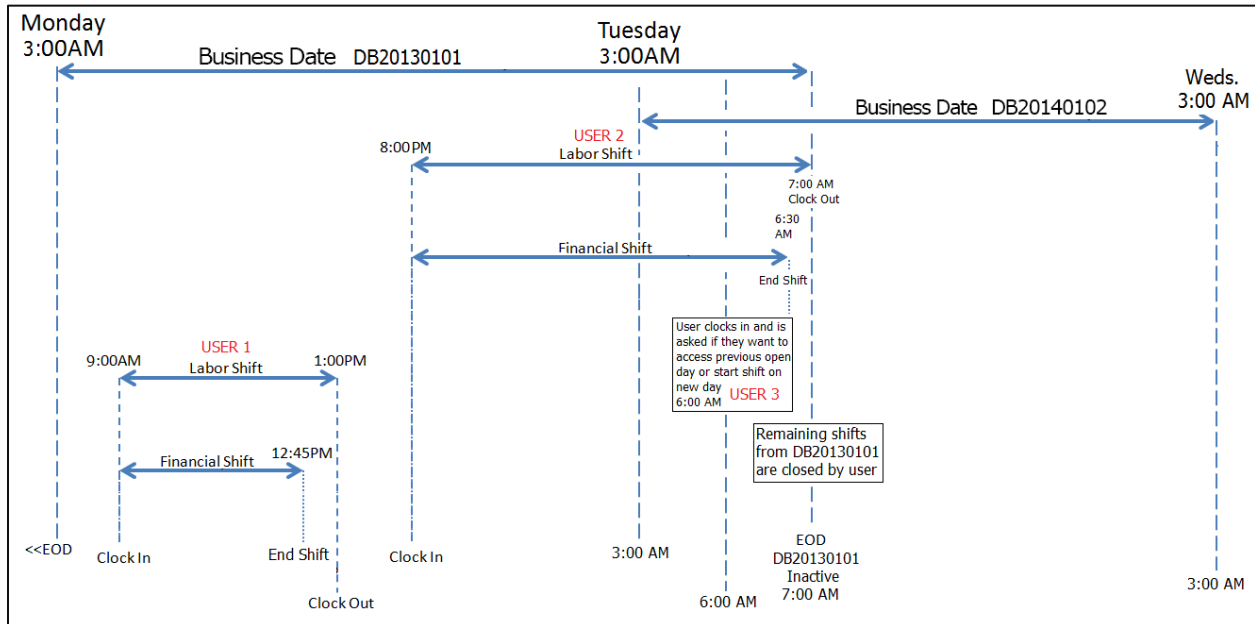 Monday
3:00AM
Tuesday
3:00AM
Business Date DB20130101
Weds.
3:00 AM
Business Date DB20140102
USER 2
8:00PM
Labor Shift
7:00 AM
Clock Out
6:30
AM
Financial Shift
End Shift
User clocks in and is
asked if they want to
access previous open
day or start shift on
new day
6:00 AM USER 3
USER 1
9:00AM
Labor Shift
1:00PM
Remaining shifts
from DB20130101
are closed by user
Financial Shift
12:45PM
<<EOD
Clock In
End Shift
Clock In
3:00 AM
EOD
DB20130101
Inactive
7:00 AM
3:00 AM
Clock Out
6:00 AM